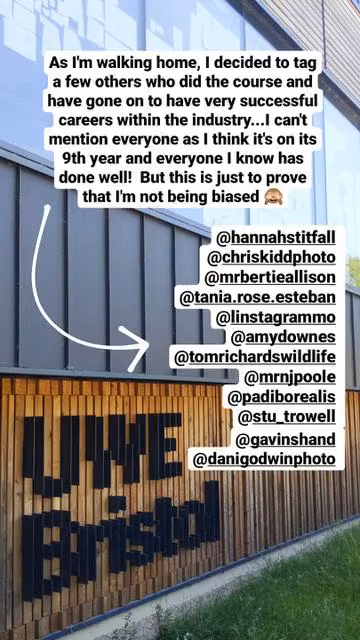 As I'm walking home, I decided to tag
a few others who did the course and
have gone on to have very successful
careers within the industry...I can't
mention everyone as I think it's on its
9th year and everyone I know has
done well!  But this is just to prove
that I'm not being biased 🙈
@hannahstitfall
@chriskiddphoto
@mrbertieallison
@tania.rose.esteban
@linstagrammo
@amydownes
@tomrichardswildlife
@mrnjpoole
@padiborealis
@stu_trowell
@gavinshand
@danigodwinphoto
UWE
Bristol